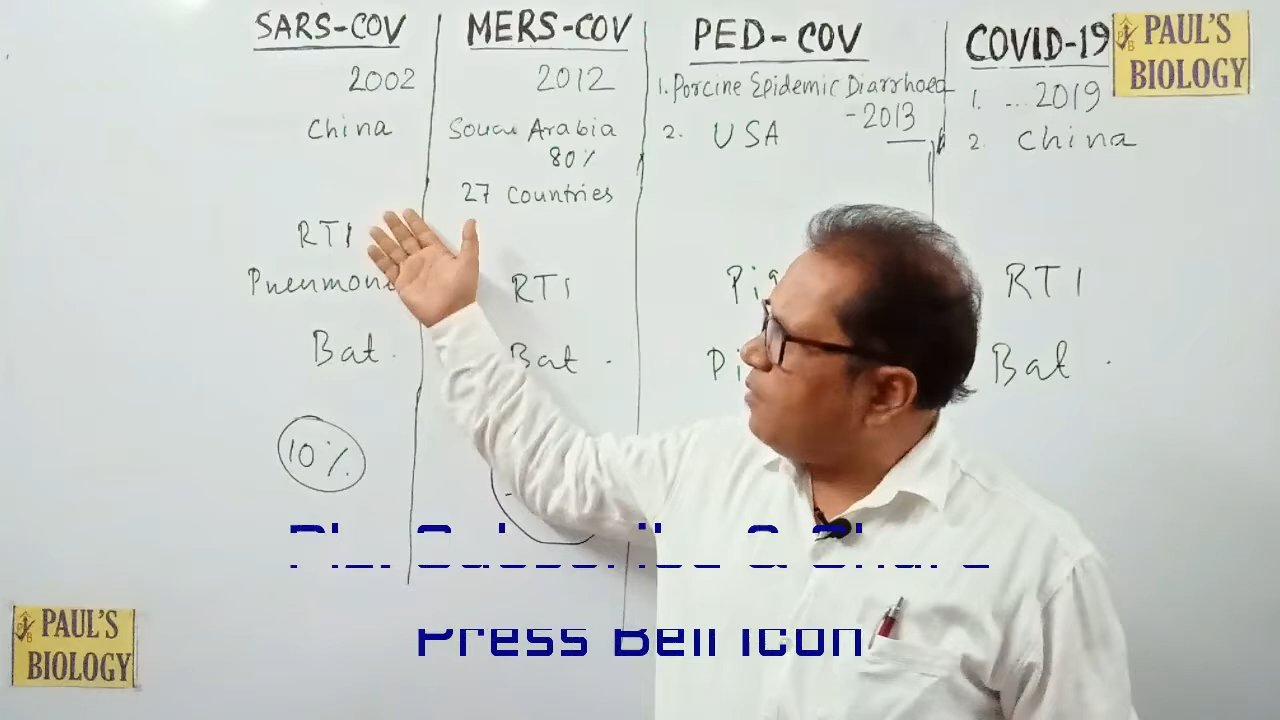 SARS-COV
2002
China
RTI
Pneumon
Bat.
10%
MERS-COV
2012
Arabia
80%
27 Countries
RTI
Bat.
PED-COV
1. Porcine Epidemic Diarrhoea
-2013
2. USA
Pi
Pi
COVID-19
1. ... 2019
2. China
RTI
Bat.
PAUL'S
BIOLOGY
PAUL'S
BIOLOGY
Press Bell Icon